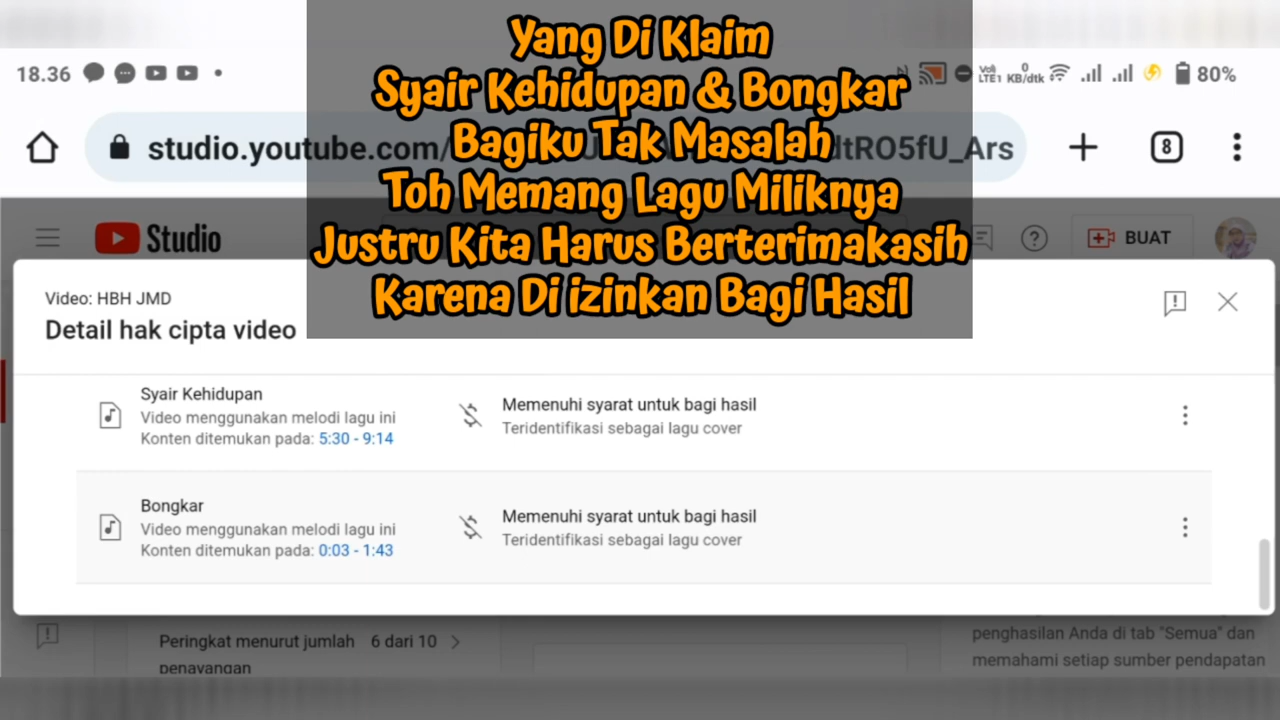 Yang Di Klaim
Syair Kehidupan & Bongkar
Bagiku Tak Masalah
Toh Memang Lagu Miliknya
Justru Kita Harus Berterimakasih
Karena Di izinkan Bagi Hasil
18.36
LTE1 KB/dtk 80%
studio.youtube.com/ dtRO5fU_Ars
8
Studio
BUAT
Video: HBH JMD
Detail hak cipta video
Syair Kehidupan
Video menggunakan melodi lagu ini
Konten ditemukan pada: 5:30 - 9:14
Memenuhi syarat untuk bagi hasil
Teridentifikasi sebagai lagu cover
Bongkar
Video menggunakan melodi lagu ini
Konten ditemukan pada: 0:03 - 1:43
Memenuhi syarat untuk bagi hasil
Teridentifikasi sebagai lagu cover
Peringkat menurut jumlah 6 dari 10
penayangan
penghasilan Anda di tab "Semua" dan
memahami setiap sumber pendapatan